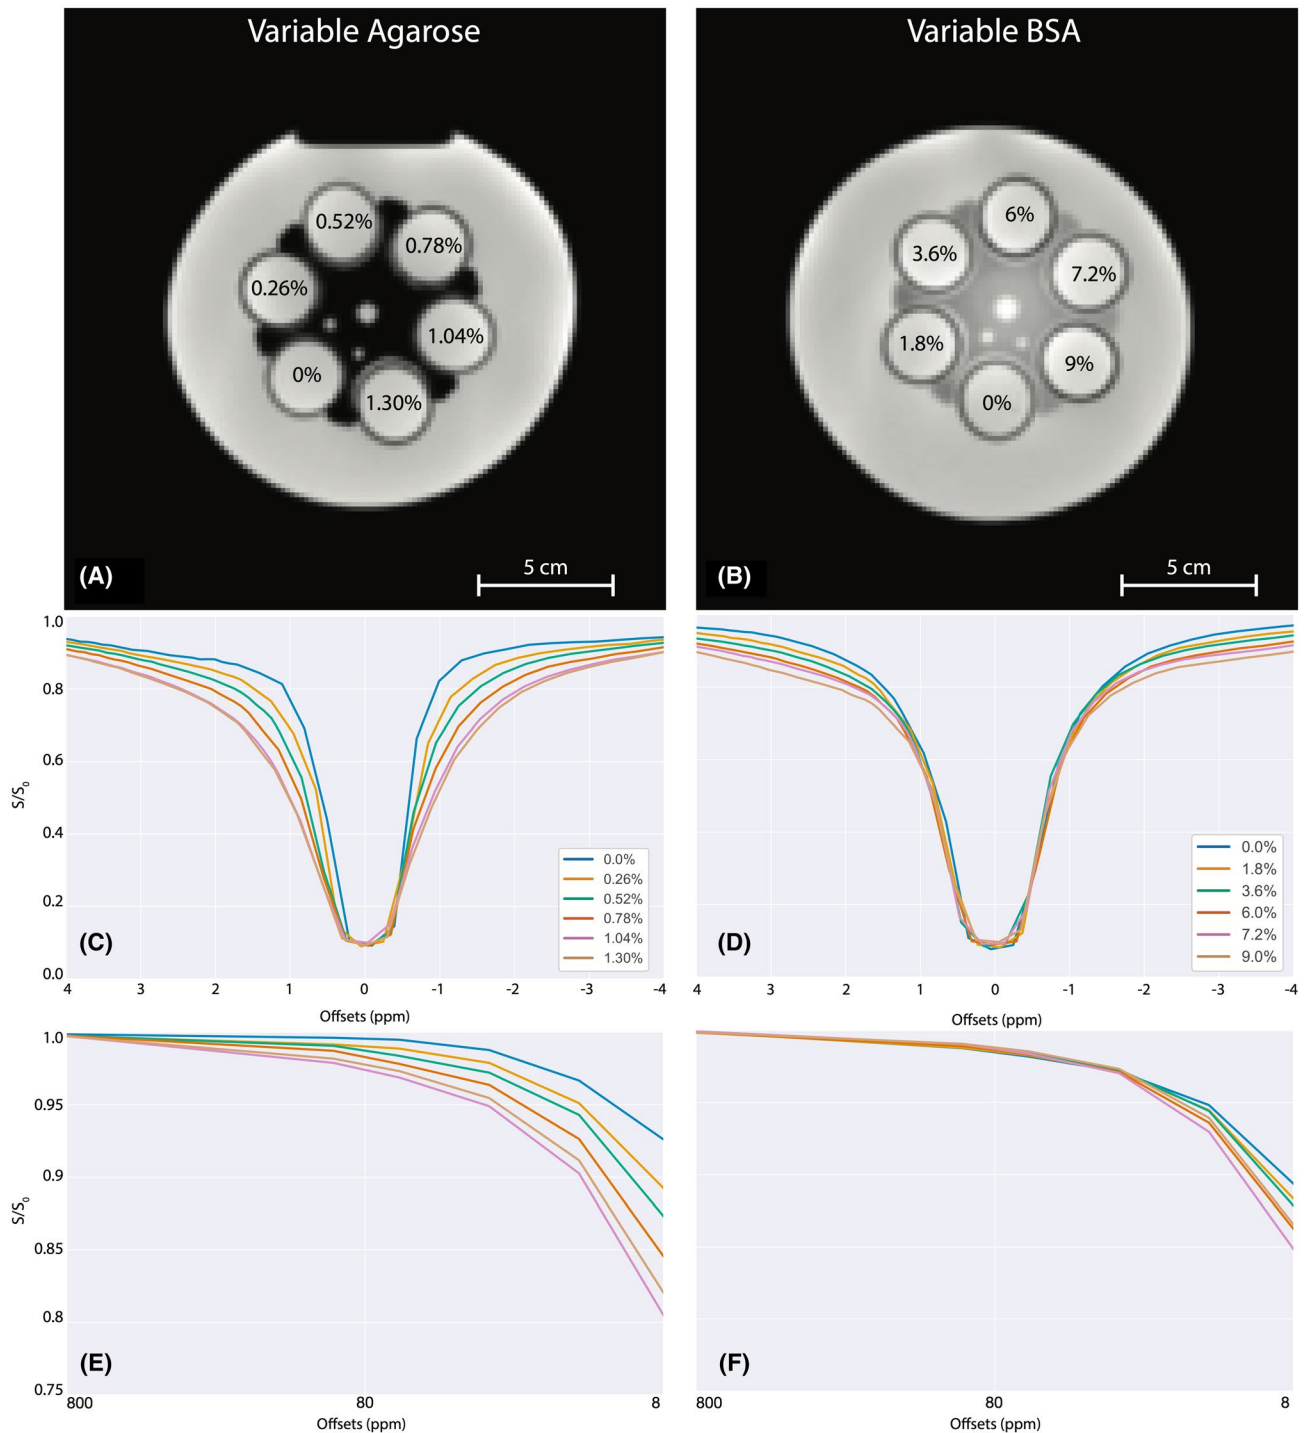 Variable Agarose
Variable BSA
0.52%
0.78%
0.26%
1.04%
0%
1.30%
6%
3.6%
7.2%
1.8%
9%
0%
5 cm
(A)
5 cm
(B)
1.0
0.8
0.6
S/S₀
0.4
0.2
0.0
0.0%
0.26%
0.52%
0.78%
1.04%
1.30%
(C)
4 3 2 1 0 -1 -2 -3 -4
Offsets (ppm)
0.0%
1.8%
3.6%
6.0%
7.2%
9.0%
(D)
4 3 2 1 0 -1 -2 -3 -4
Offsets (ppm)
1.0
0.95
0.9
S/S₀
0.85
0.8
0.75
(E)
800 80 8
Offsets (ppm)
(F)
800 80 8
Offsets (ppm)